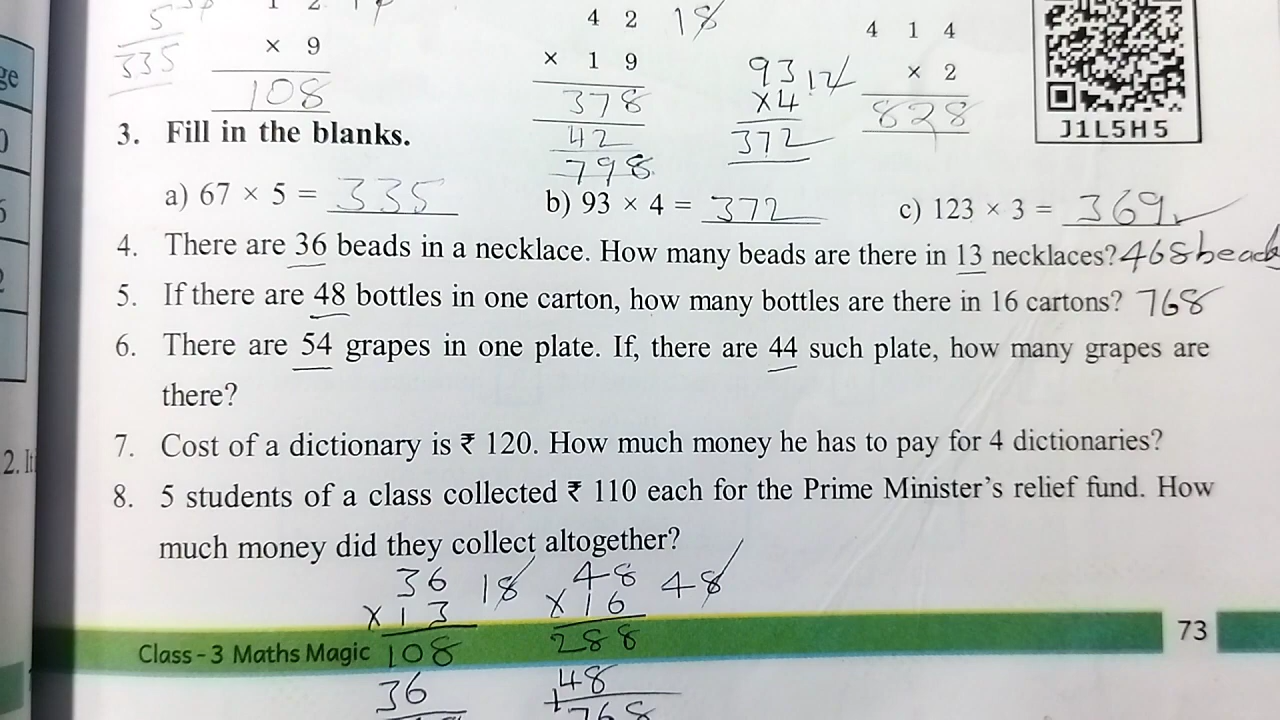 5
335
× 9
108
4 2
× 1 9
378
42
798
18
93
×4
372
12
4 1 4
× 2
828
J1L5H5
3. Fill in the blanks.
a) 67 × 5 = 335 b) 93 × 4 = 372 c) 123 × 3 = 369
4. There are 36 beads in a necklace. How many beads are there in 13 necklaces? 468 beads
5. If there are 48 bottles in one carton, how many bottles are there in 16 cartons? 768
6. There are 54 grapes in one plate. If, there are 44 such plate, how many grapes are
there?
7. Cost of a dictionary is ₹ 120. How much money he has to pay for 4 dictionaries?
2. It
8. 5 students of a class collected ₹ 110 each for the Prime Minister's relief fund. How
much money did they collect altogether?
36
×13
108
36
18
48
×16
288
+48
768
48
Class - 3 Maths Magic
73